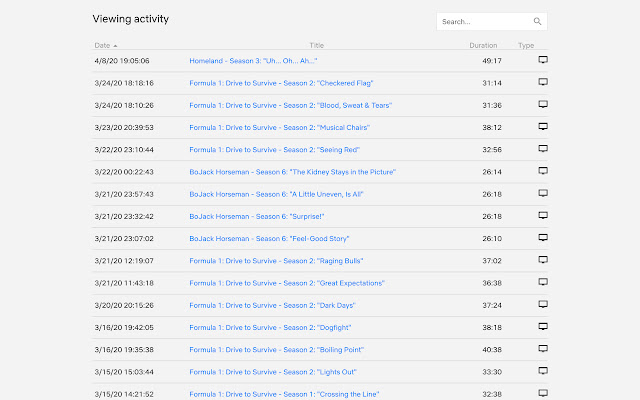 Viewing activity
Search...
Date Title Duration Type
4/8/20 19:05:06 Homeland - Season 3: "Uh... Oh... Ah..." 49:17
3/24/20 18:18:16 Formula 1: Drive to Survive - Season 2: "Checkered Flag" 31:14
3/24/20 18:10:26 Formula 1: Drive to Survive - Season 2: "Blood, Sweat & Tears" 31:36
3/23/20 20:39:53 Formula 1: Drive to Survive - Season 2: "Musical Chairs" 38:12
3/22/20 23:10:44 Formula 1: Drive to Survive - Season 2: "Seeing Red" 32:56
3/22/20 00:22:43 BoJack Horseman - Season 6: "The Kidney Stays in the Picture" 26:14
3/21/20 23:57:43 BoJack Horseman - Season 6: "A Little Uneven, Is All" 26:18
3/21/20 23:32:42 BoJack Horseman - Season 6: "Surprise!" 26:18
3/21/20 23:07:02 BoJack Horseman - Season 6: "Feel-Good Story" 26:10
3/21/20 12:19:07 Formula 1: Drive to Survive - Season 2: "Raging Bulls" 37:02
3/21/20 11:43:18 Formula 1: Drive to Survive - Season 2: "Great Expectations" 36:38
3/20/20 20:15:26 Formula 1: Drive to Survive - Season 2: "Dark Days" 37:24
3/16/20 19:42:05 Formula 1: Drive to Survive - Season 2: "Dogfight" 38:18
3/16/20 19:35:38 Formula 1: Drive to Survive - Season 2: "Boiling Point" 40:38
3/15/20 15:03:44 Formula 1: Drive to Survive - Season 2: "Lights Out" 33:30
3/15/20 14:21:52 Formula 1: Drive to Survive - Season 1: "Crossing the Line" 32:38